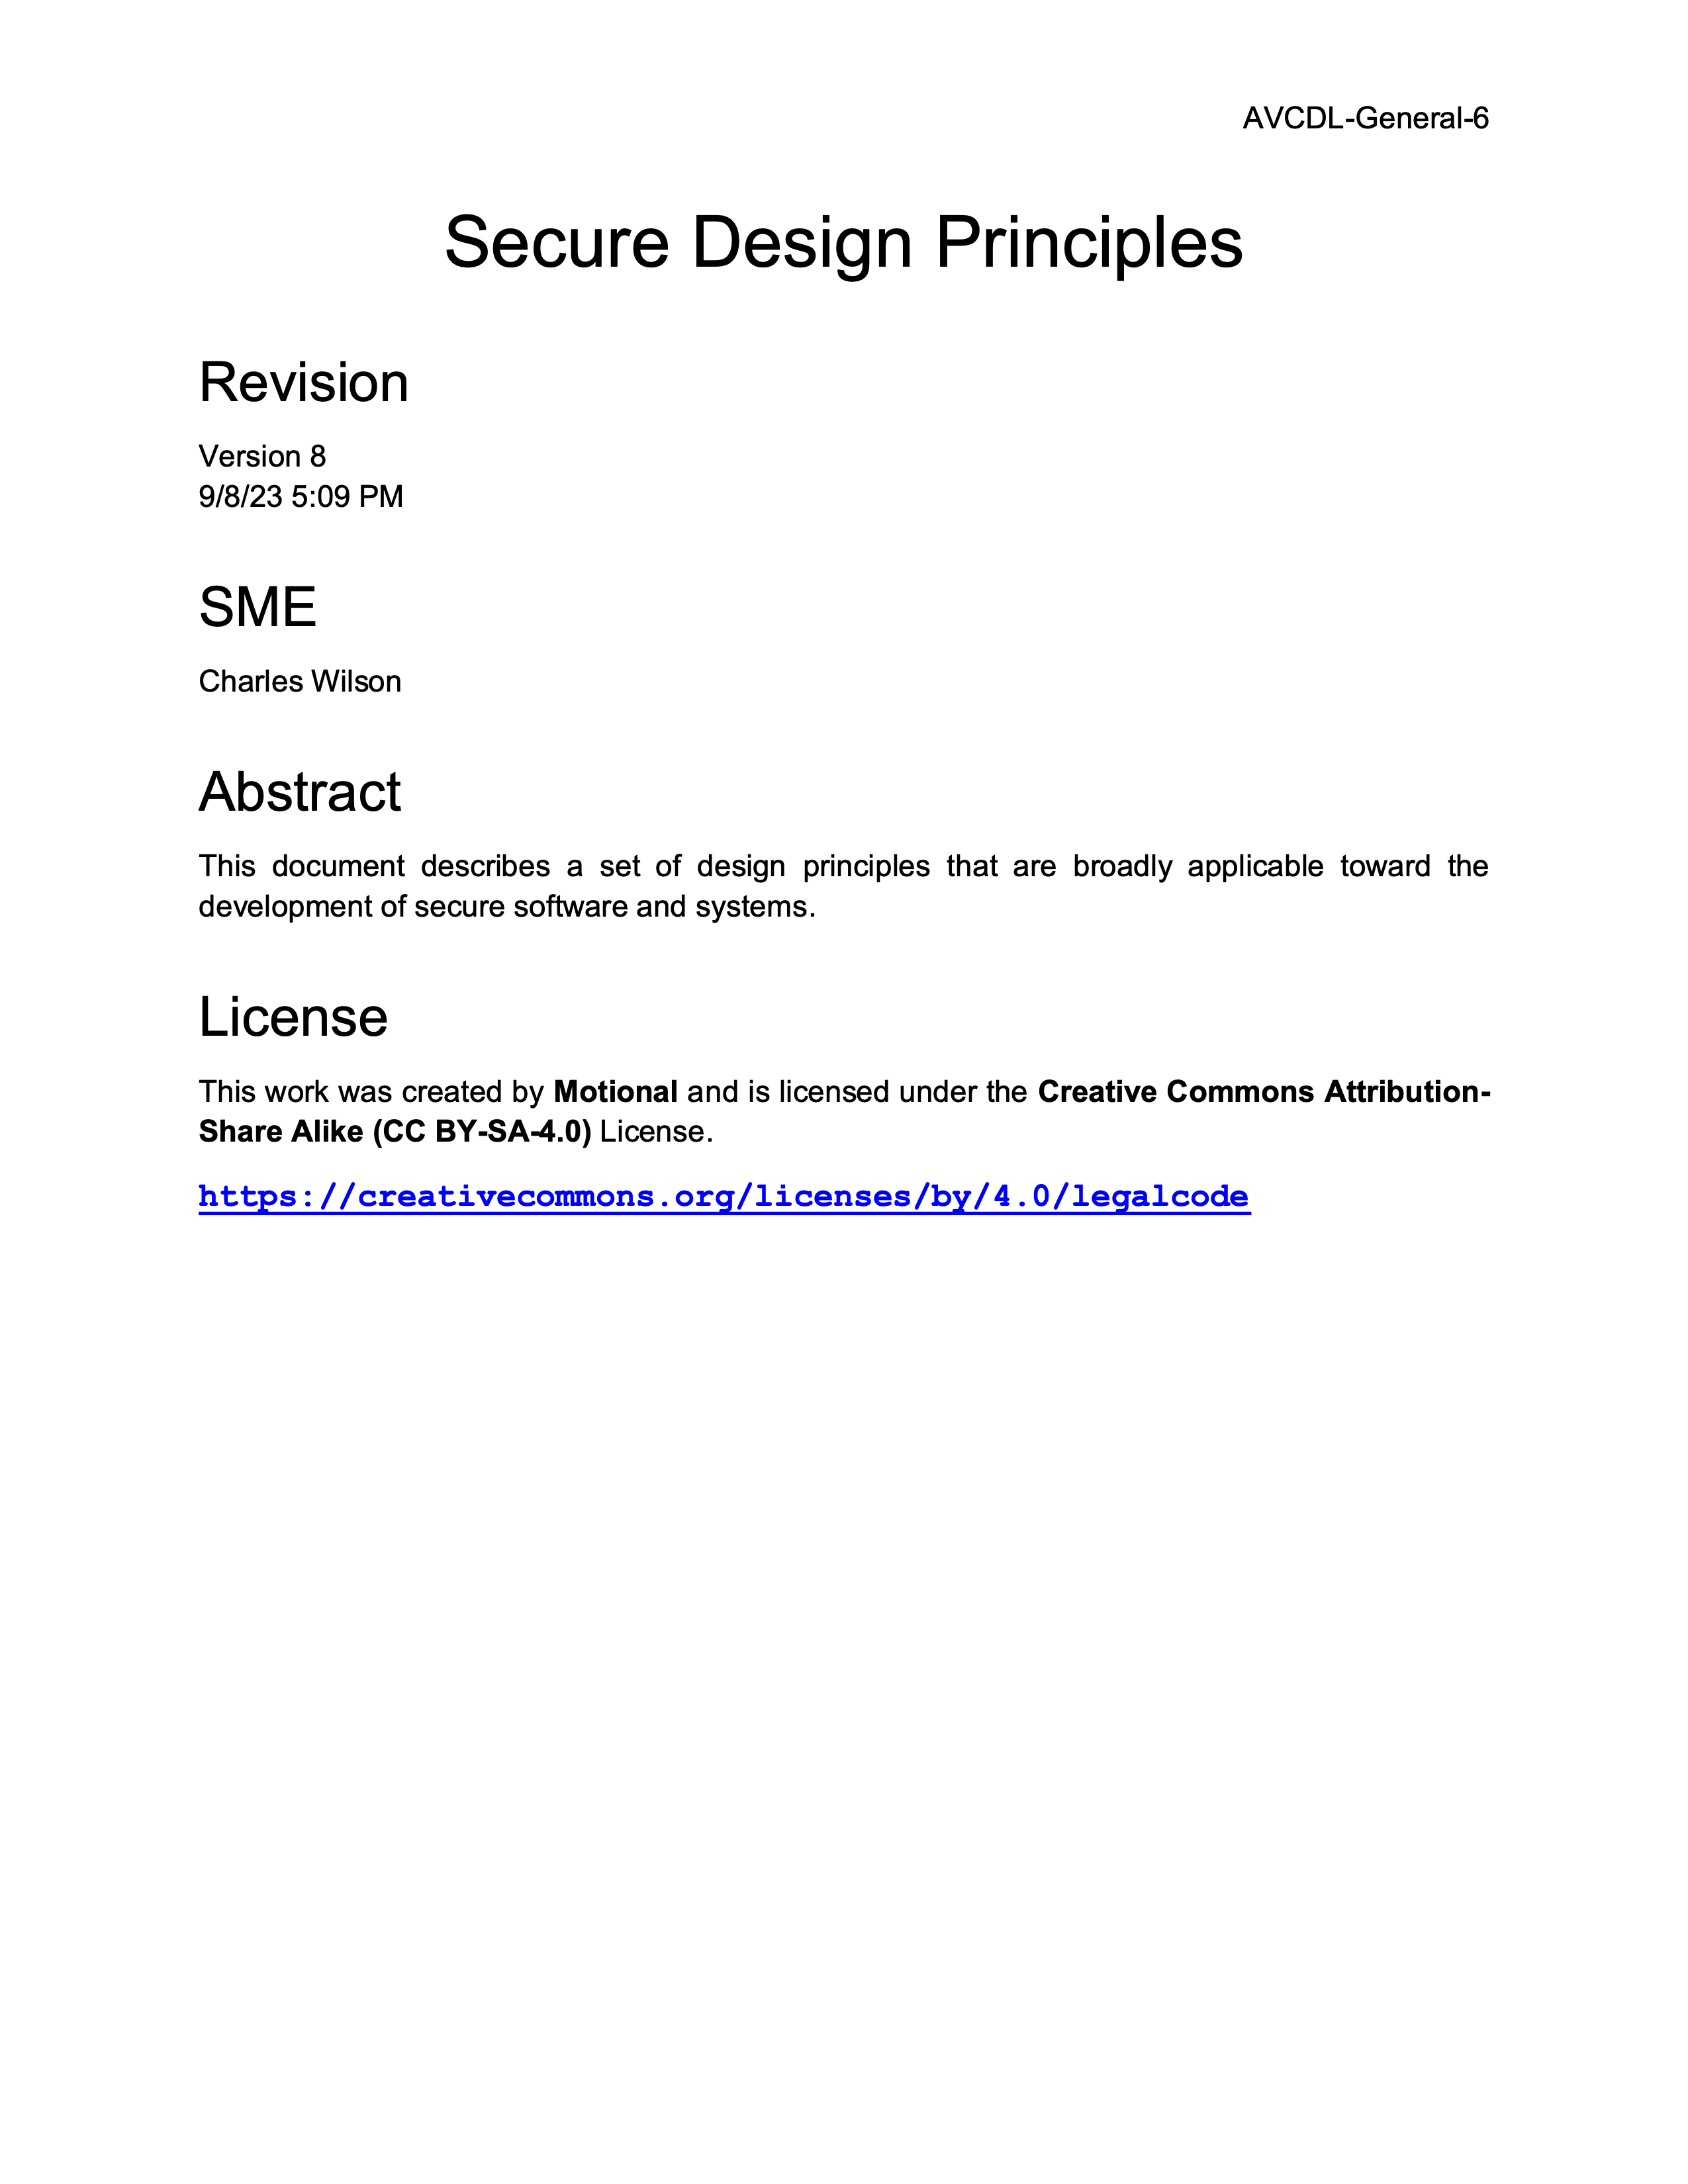 AVCDL-General-6
Secure Design Principles
Revision
Version 8
9/8/23 5:09 PM
SME
Charles Wilson
Abstract
This document describes a set of design principles that are broadly applicable toward the
development of secure software and systems.
License
This work was created by Motional and is licensed under the Creative Commons Attribution-
Share Alike (CC BY-SA-4.0) License.
https://creativecommons.org/licenses/by/4.0/legalcode